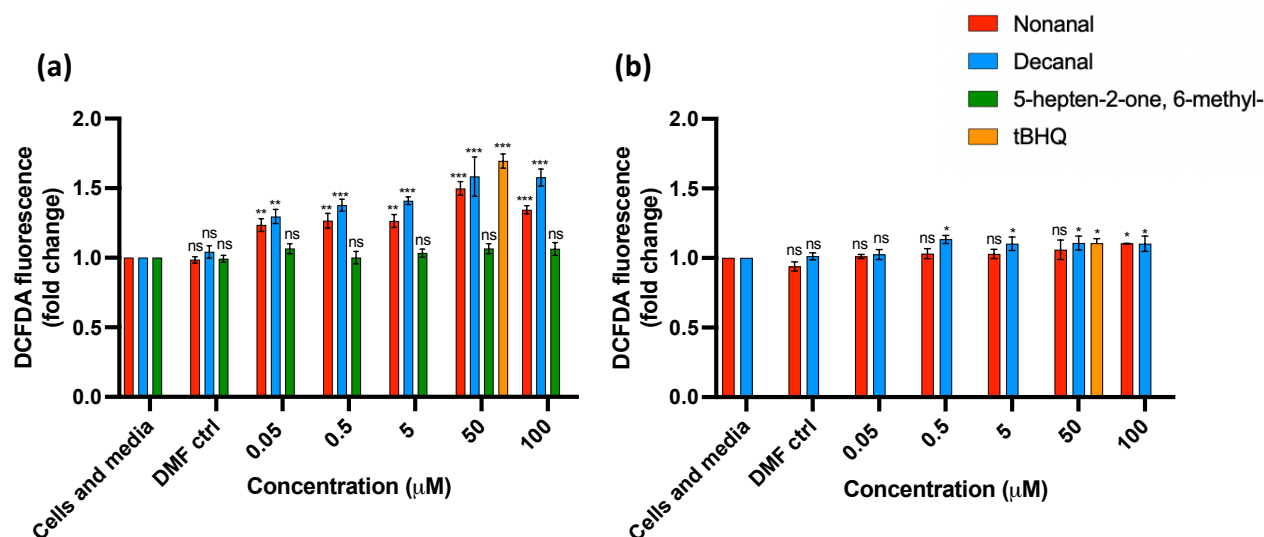 Nonanal
Decanal
5-hepten-2-one, 6-methyl-
tBHQ
(a)
DCFDA fluorescence
(fold change)
2.0
1.5
1.0
0.5
0.0
ns ns ns
** ** ns
** *** ns
** *** ns
*** *** ns ***
*** *** ns
Cells and media
DMF ctrl
0.05
0.5
5
50
100
Concentration (μM)
(b)
DCFDA fluorescence
(fold change)
2.0
1.5
1.0
0.5
0.0
ns ns
ns ns
ns *
ns *
ns * *
* *
Cells and media
DMF ctrl
0.05
0.5
5
50
100
Concentration (μM)